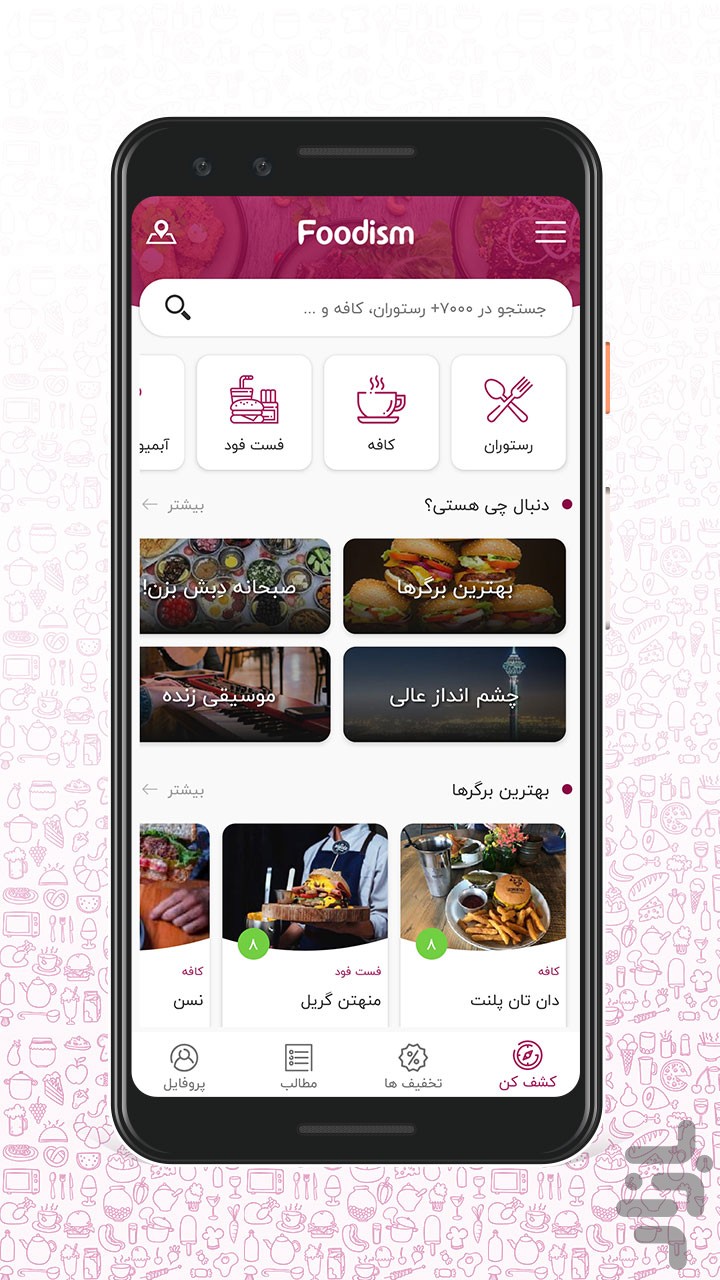 Foodism
جستجو در ۷۰۰۰+ رستوران، کافه و ...
رستوران
کافه
فست فود
آبمیو
دنبال چی هستی؟
بیشتر
بهترین برگرها
صبحانه دِبش بزن!
چشم انداز عالی
موسیقی زنده
بهترین برگرها
بیشتر
۸
۸
کافه
فست فود
کافه
دان تان پلنت
منهتن گریل
نسن
کشف کن
تخفیف ها
مطالب
پروفایل
بازار